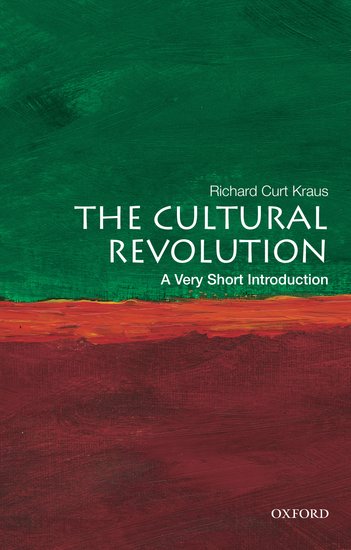 Richard Curt Kraus
THE CULTURAL
REVOLUTION
A Very Short Introduction
OXFORD